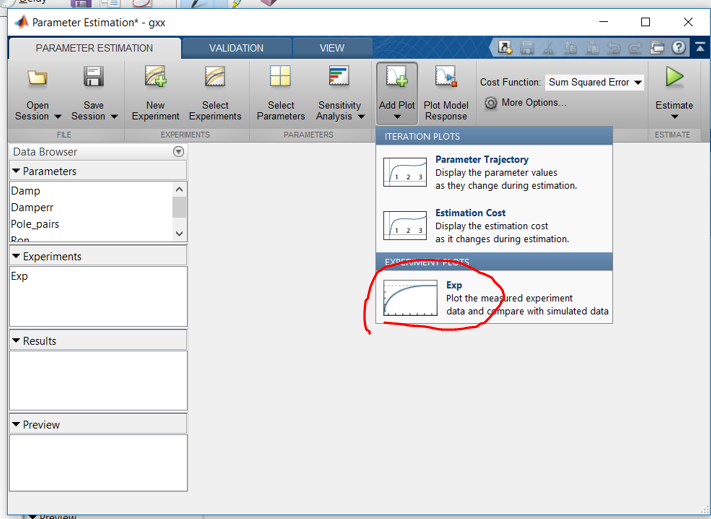 Delay
Parameter Estimation* - gxx
PARAMETER ESTIMATION
VALIDATION
VIEW
Open
Session
Save
Session
New
Experiment
Select
Experiments
Select
Parameters
Sensitivity
Analysis
Add Plot
Plot Model
Response
Cost Function: Sum Squared Error
More Options...
Estimate
FILE
EXPERIMENTS
PARAMETERS
ESTIMATE
ITERATION PLOTS
1 2 3
Parameter Trajectory
Display the parameter values
as they change during estimation.
1 2 3
Estimation Cost
Display the estimation cost
as it changes during estimation.
EXPERIMENT PLOTS
Exp
Plot the measured experiment
data and compare with simulated data
Data Browser
Parameters
Damp
Damperr
Pole_pairs
Ron
Experiments
Exp
Results
Preview
Preview